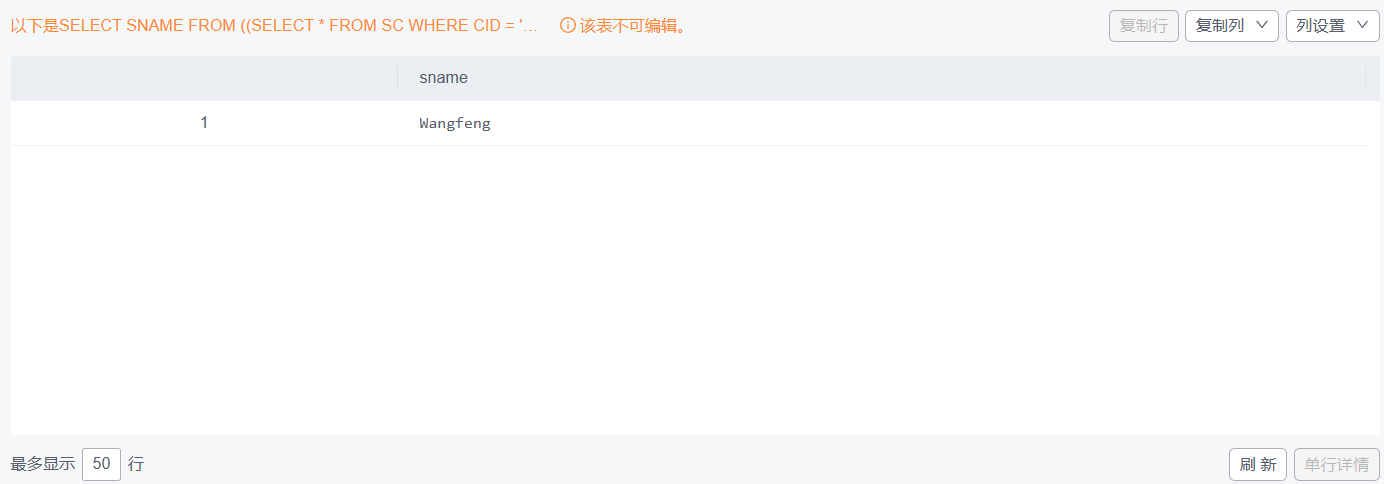 以下是SELECT SNAME FROM ((SELECT * FROM SC WHERE CID = '... 该表不可编辑。 复制行 复制列 列设置
sname
1 Wangfeng
最多显示 50 行 刷 新 单行详情